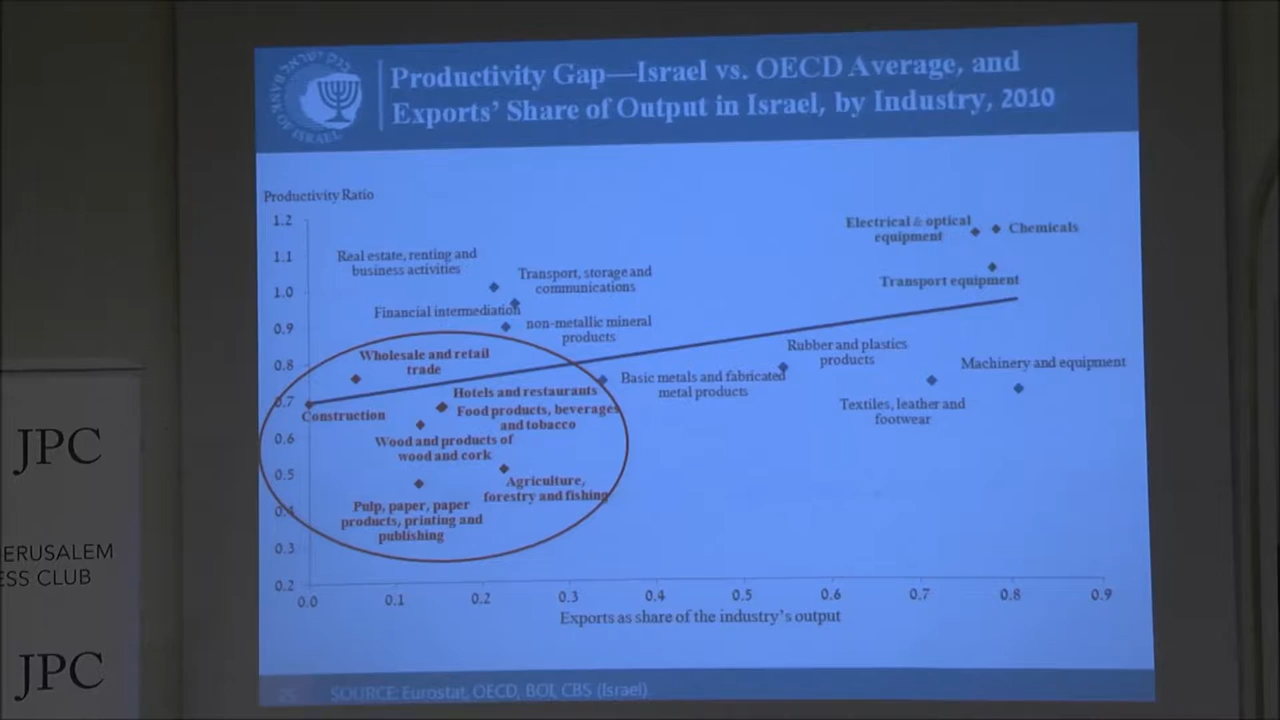 בנק ישראל
BANK OF ISRAEL
Productivity Gap—Israel vs. OECD Average, and
Exports' Share of Output in Israel, by Industry, 2010
Productivity Ratio
1.2
1.1
1.0
0.9
0.8
0.7
0.6
0.5
0.4
0.3
0.2
Electrical & optical
equipment
Chemicals
Transport equipment
Real estate, renting and
business activities
Transport, storage and
communications
Financial intermediation
non-metallic mineral
products
Wholesale and retail
trade
Rubber and plastics
products
Machinery and equipment
Basic metals and fabricated
metal products
Textiles, leather and
footwear
Hotels and restaurants
Construction
Food products, beverages
and tobacco
Wood and products of
wood and cork
Agriculture,
forestry and fishing
Pulp, paper, paper
products, printing and
publishing
0.0 0.1 0.2 0.3 0.4 0.5 0.6 0.7 0.8 0.9
Exports as share of the industry's output
25 SOURCE: Eurostat, OECD, BOI, CBS (Israel).
JPC
ERUSALEM
ESS CLUB
JPC